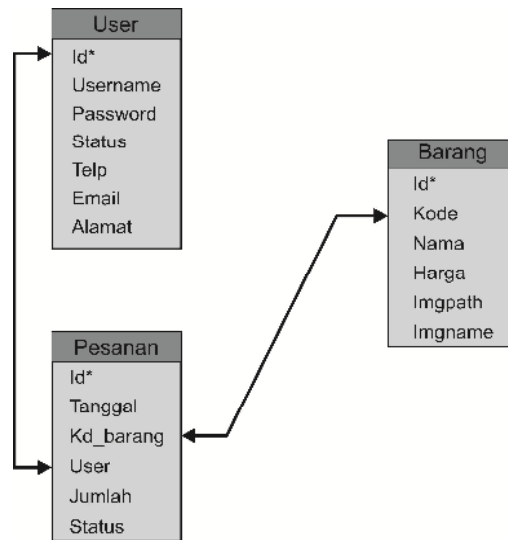 User
Id*
Username
Password
Status
Telp
Email
Alamat
Barang
Id*
Kode
Nama
Harga
Imgpath
Imgname
Pesanan
Id*
Tanggal
Kd_barang
User
Jumlah
Status